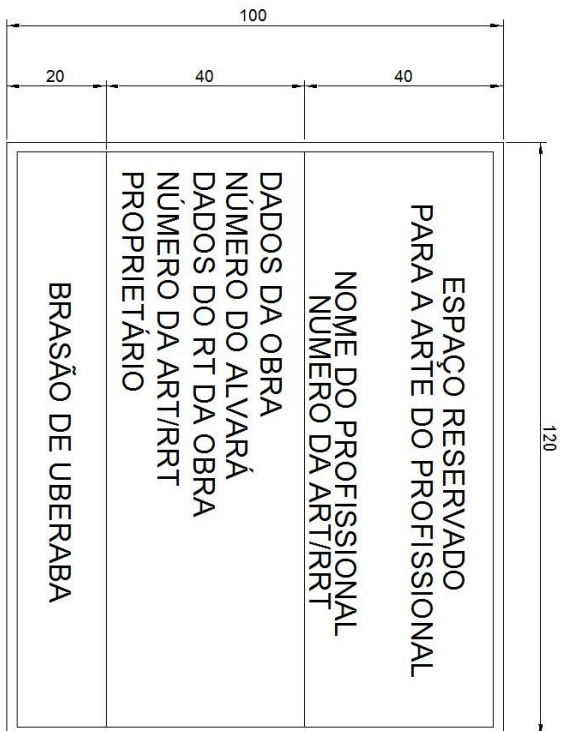 100
20
40
40
120
ESPAÇO RESERVADO
PARA A ARTE DO PROFISSIONAL
NOME DO PROFISSIONAL
NÚMERO DA ART/RRT
DADOS DA OBRA
NÚMERO DO ALVARÁ
DADOS DO RT DA OBRA
NÚMERO DA ART/RRT
PROPRIETÁRIO
BRASÃO DE UBERABA